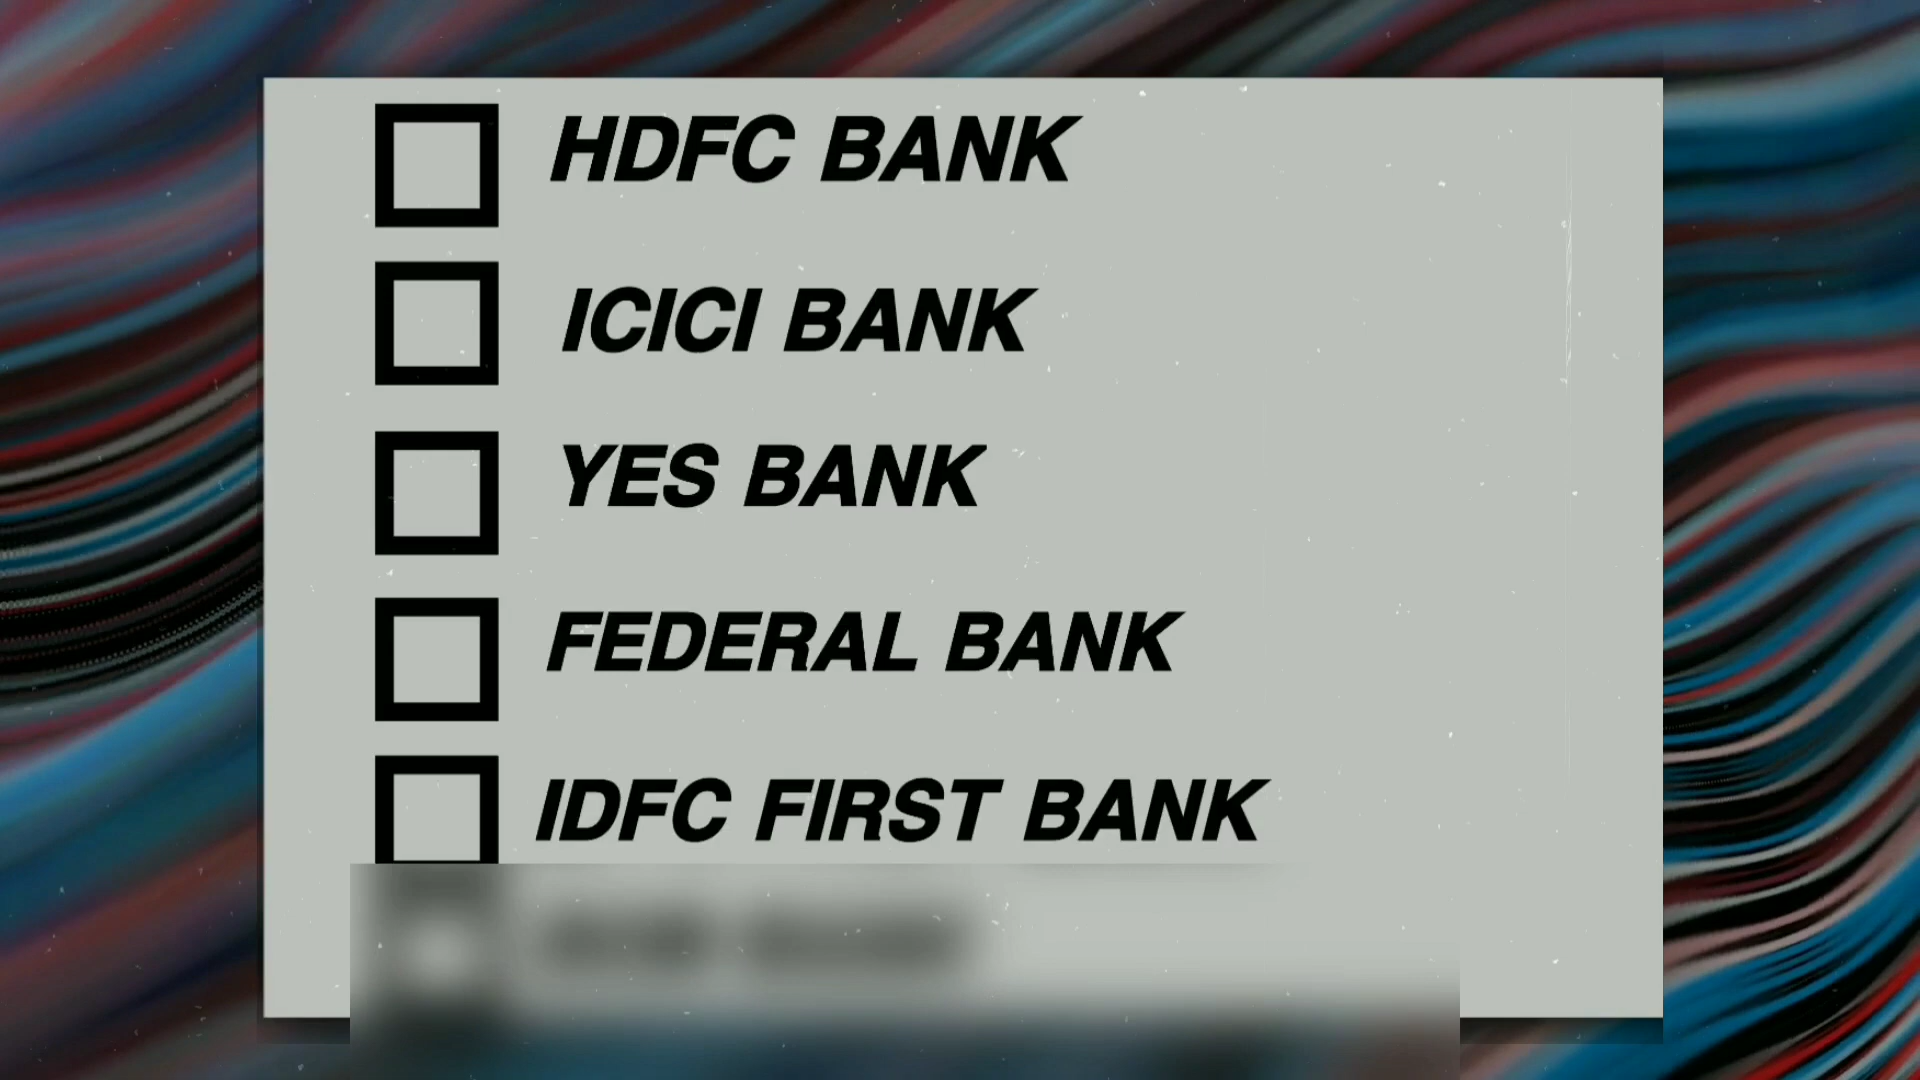 HDFC BANK
ICICI BANK
YES BANK
FEDERAL BANK
IDFC FIRST BANK